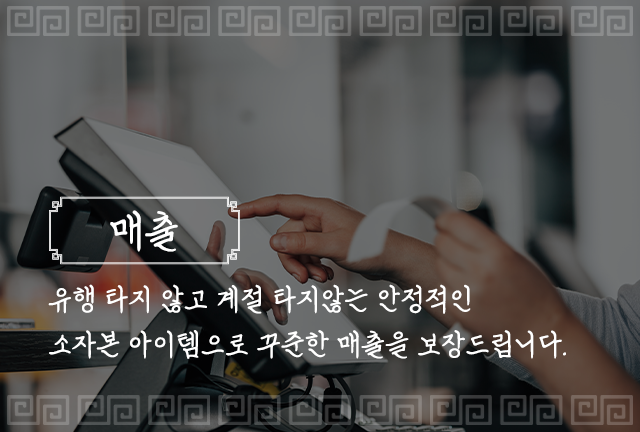 매출
유행 타지 않고 계절 타지않는 안정적인
소자본 아이템으로 꾸준한 매출을 보장드립니다.